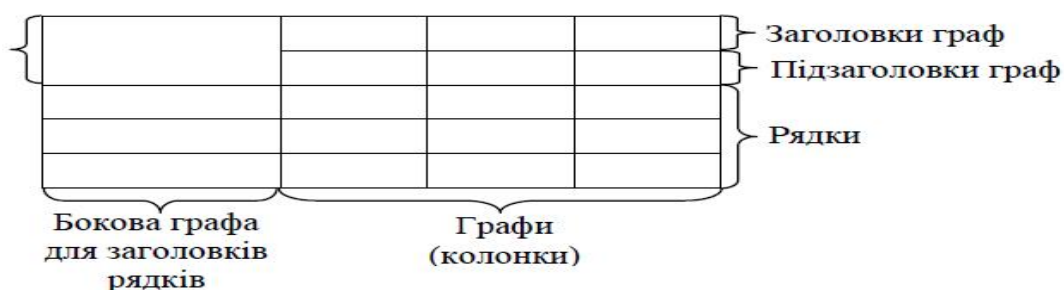 Заголовки граф
Підзаголовки граф
Рядки
Бокова графа
для заголовків
рядків
Графи
(колонки)